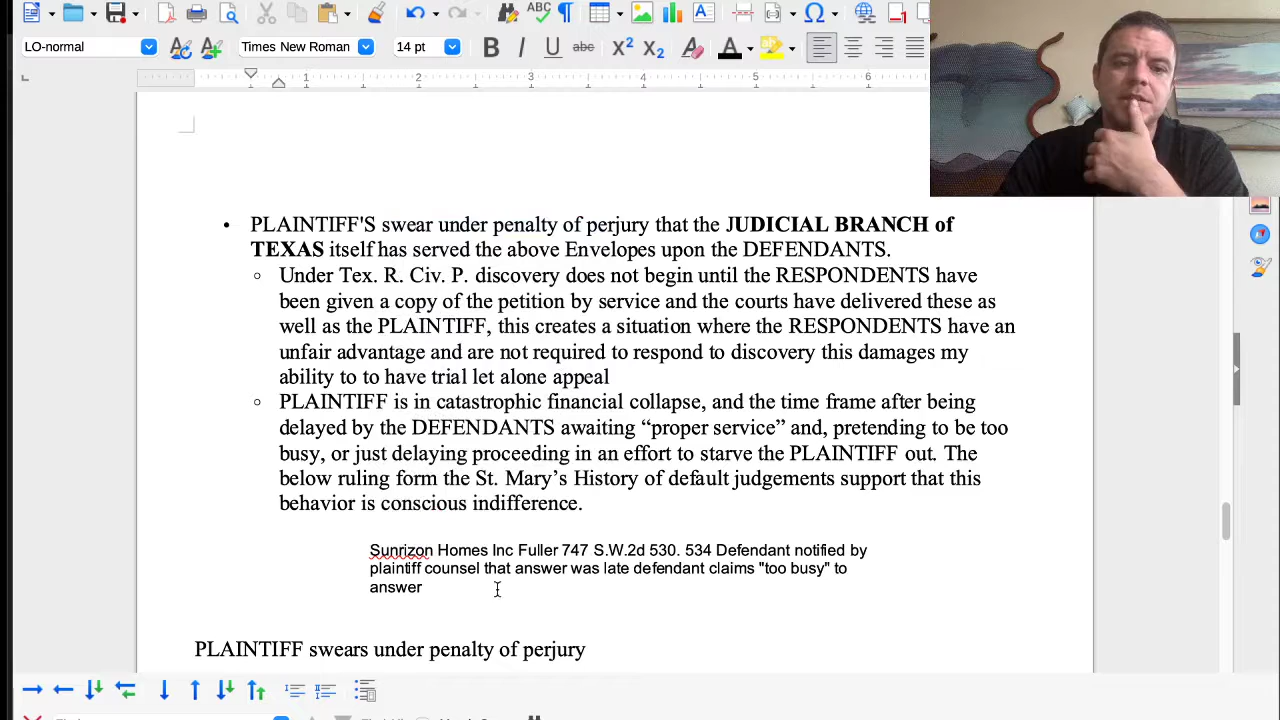 LO-normal
Times New Roman
14 pt
B I U abc X² X₂ A
1 2 3 4 5 6
• PLAINTIFF'S swear under penalty of perjury that the JUDICIAL BRANCH of
TEXAS itself has served the above Envelopes upon the DEFENDANTS.
◦ Under Tex. R. Civ. P. discovery does not begin until the RESPONDENTS have
been given a copy of the petition by service and the courts have delivered these as
well as the PLAINTIFF, this creates a situation where the RESPONDENTS have an
unfair advantage and are not required to respond to discovery this damages my
ability to to have trial let alone appeal
◦ PLAINTIFF is in catastrophic financial collapse, and the time frame after being
delayed by the DEFENDANTS awaiting “proper service” and, pretending to be too
busy, or just delaying proceeding in an effort to starve the PLAINTIFF out. The
below ruling form the St. Mary’s History of default judgements support that this
behavior is conscious indifference.
Sunrizon Homes Inc Fuller 747 S.W.2d 530. 534 Defendant notified by
plaintiff counsel that answer was late defendant claims "too busy" to
answer
PLAINTIFF swears under penalty of perjury